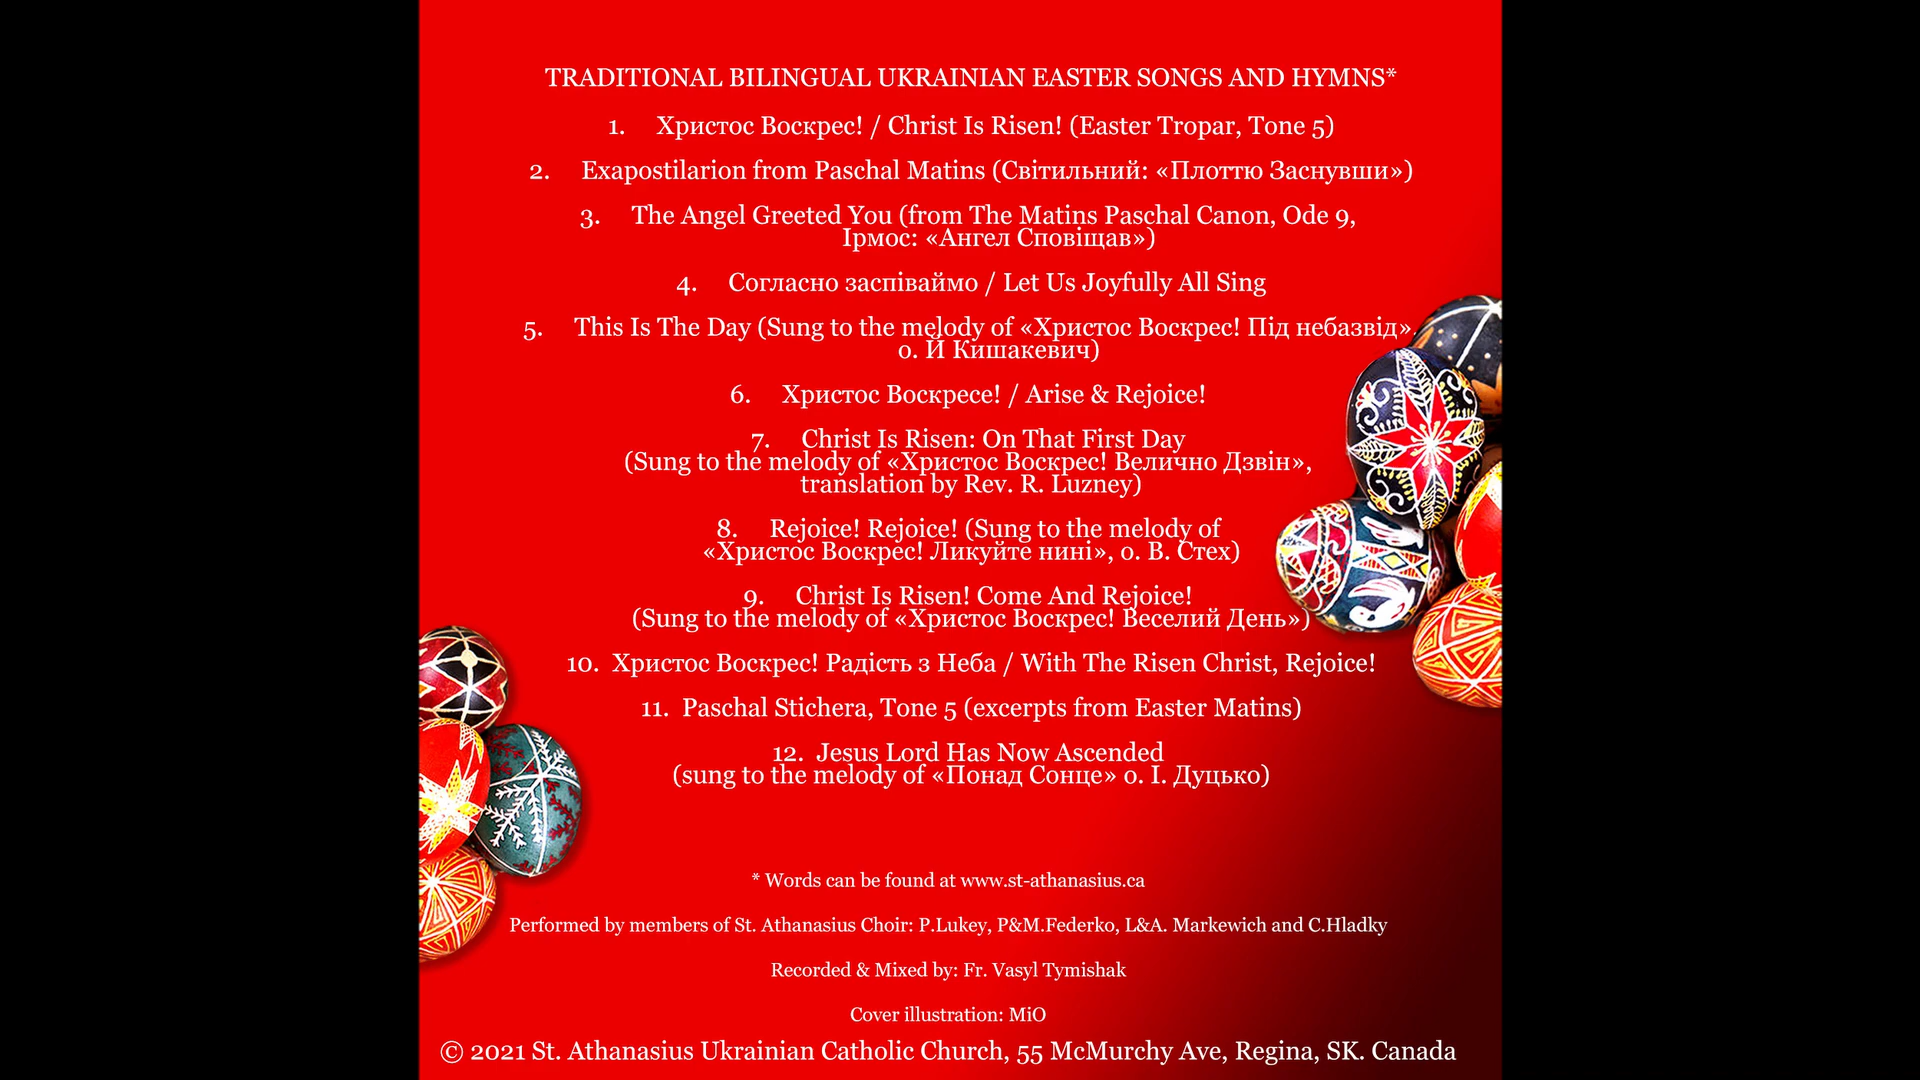 TRADITIONAL BILINGUAL UKRAINIAN EASTER SONGS AND HYMNS*
1. Христос Воскрес! / Christ Is Risen! (Easter Tropar, Tone 5)
2. Exapostilarion from Paschal Matins (Світильний: «Плоттю Заснувши»)
3. The Angel Greeted You (from The Matins Paschal Canon, Ode 9,
Ірмос: «Ангел Сповіщав»)
4. Согласно заспіваймо / Let Us Joyfully All Sing
5. This Is The Day (Sung to the melody of «Христос Воскрес! Під небазвід».
о. Й Кишакевич)
6. Христос Воскресе! / Arise & Rejoice!
7. Christ Is Risen: On That First Day
(Sung to the melody of «Христос Воскрес! Велично Дзвін»,
translation by Rev. R. Luzney)
8. Rejoice! Rejoice! (Sung to the melody of
«Христос Воскрес! Ликуйте нині», о. В. Стех)
9. Christ Is Risen! Come And Rejoice!
(Sung to the melody of «Христос Воскрес! Веселий День»)
10. Христос Воскрес! Радість з Неба / With The Risen Christ, Rejoice!
11. Paschal Stichera, Tone 5 (excerpts from Easter Matins)
12. Jesus Lord Has Now Ascended
(sung to the melody of «Понад Сонце» о. І. Дуцько)
* Words can be found at www.st-athanasius.ca
Performed by members of St. Athanasius Choir: P.Lukey, P&M.Federko, L&A. Markewich and C.Hladky
Recorded & Mixed by: Fr. Vasyl Tymishak
Cover illustration: MiO
© 2021 St. Athanasius Ukrainian Catholic Church, 55 McMurchy Ave, Regina, SK. Canada